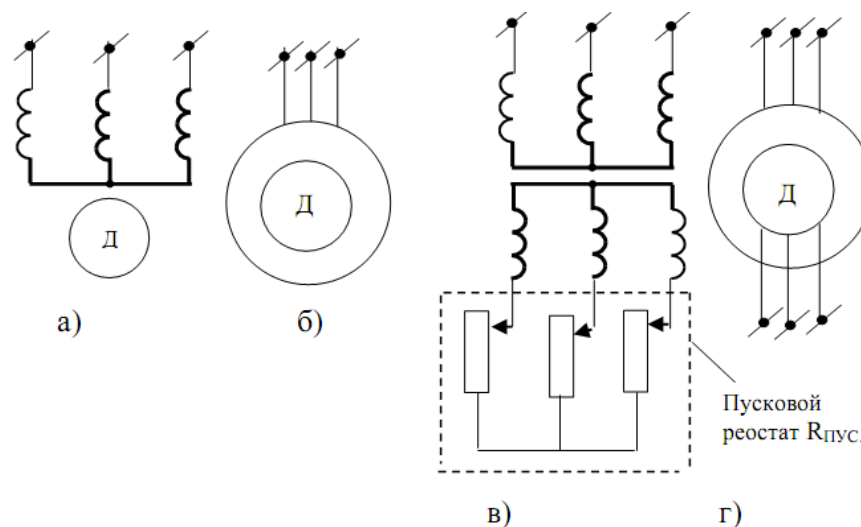 Д
Д
Д
а)
б)
Пусковой
реостат RПУС.
в)
г)